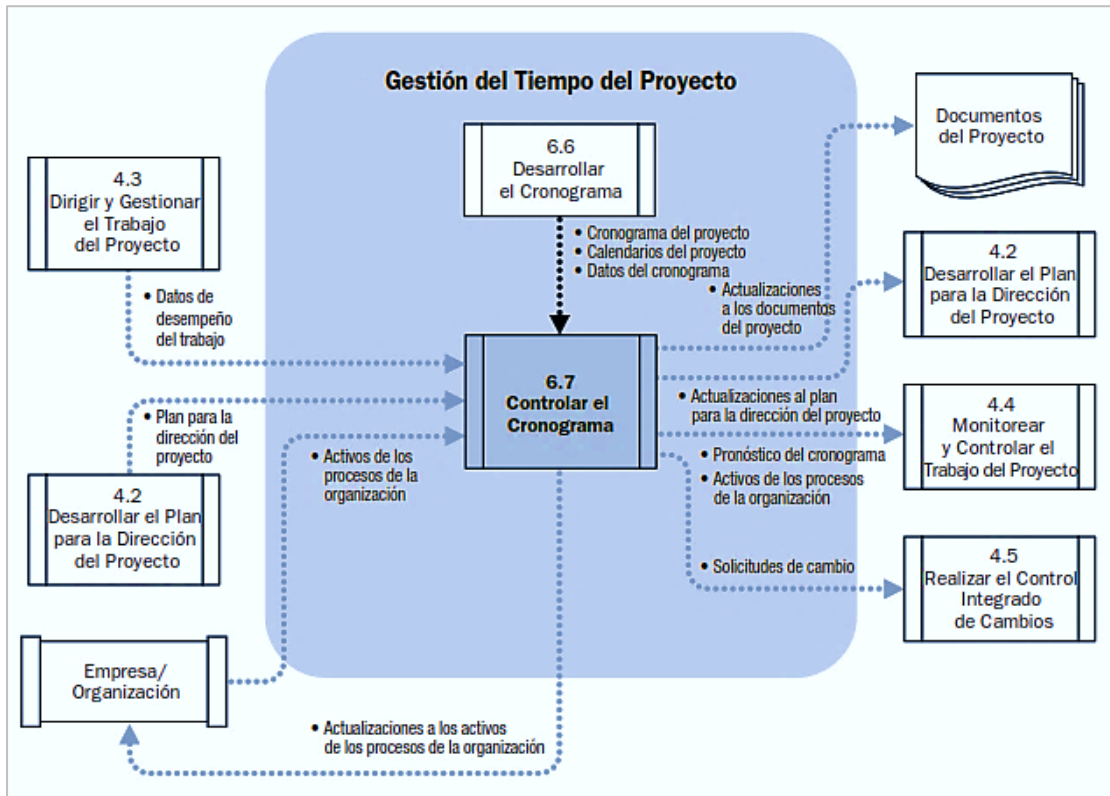 Gestión del Tiempo del Proyecto
4.3
Dirigir y Gestionar
el Trabajo
del Proyecto
• Datos de
desempeño
del trabajo
• Plan para la
dirección del
proyecto
4.2
Desarrollar el Plan
para la Dirección
del Proyecto
Empresa/
Organización
• Activos de los
procesos de la
organización
6.6
Desarrollar
el Cronograma
• Cronograma del proyecto
• Calendarios del proyecto
• Datos del cronograma
6.7
Controlar el
Cronograma
• Actualizaciones
a los documentos
del proyecto
• Actualizaciones al plan
para la dirección del proyecto
• Pronóstico del cronograma
• Activos de los procesos
de la organización
• Solicitudes de cambio
• Actualizaciones a los activos
de los procesos de la organización
Documentos
del Proyecto
4.2
Desarrollar el Plan
para la Dirección
del Proyecto
4.4
Monitorear
y Controlar el
Trabajo del Proyecto
4.5
Realizar el Control
Integrado
de Cambios